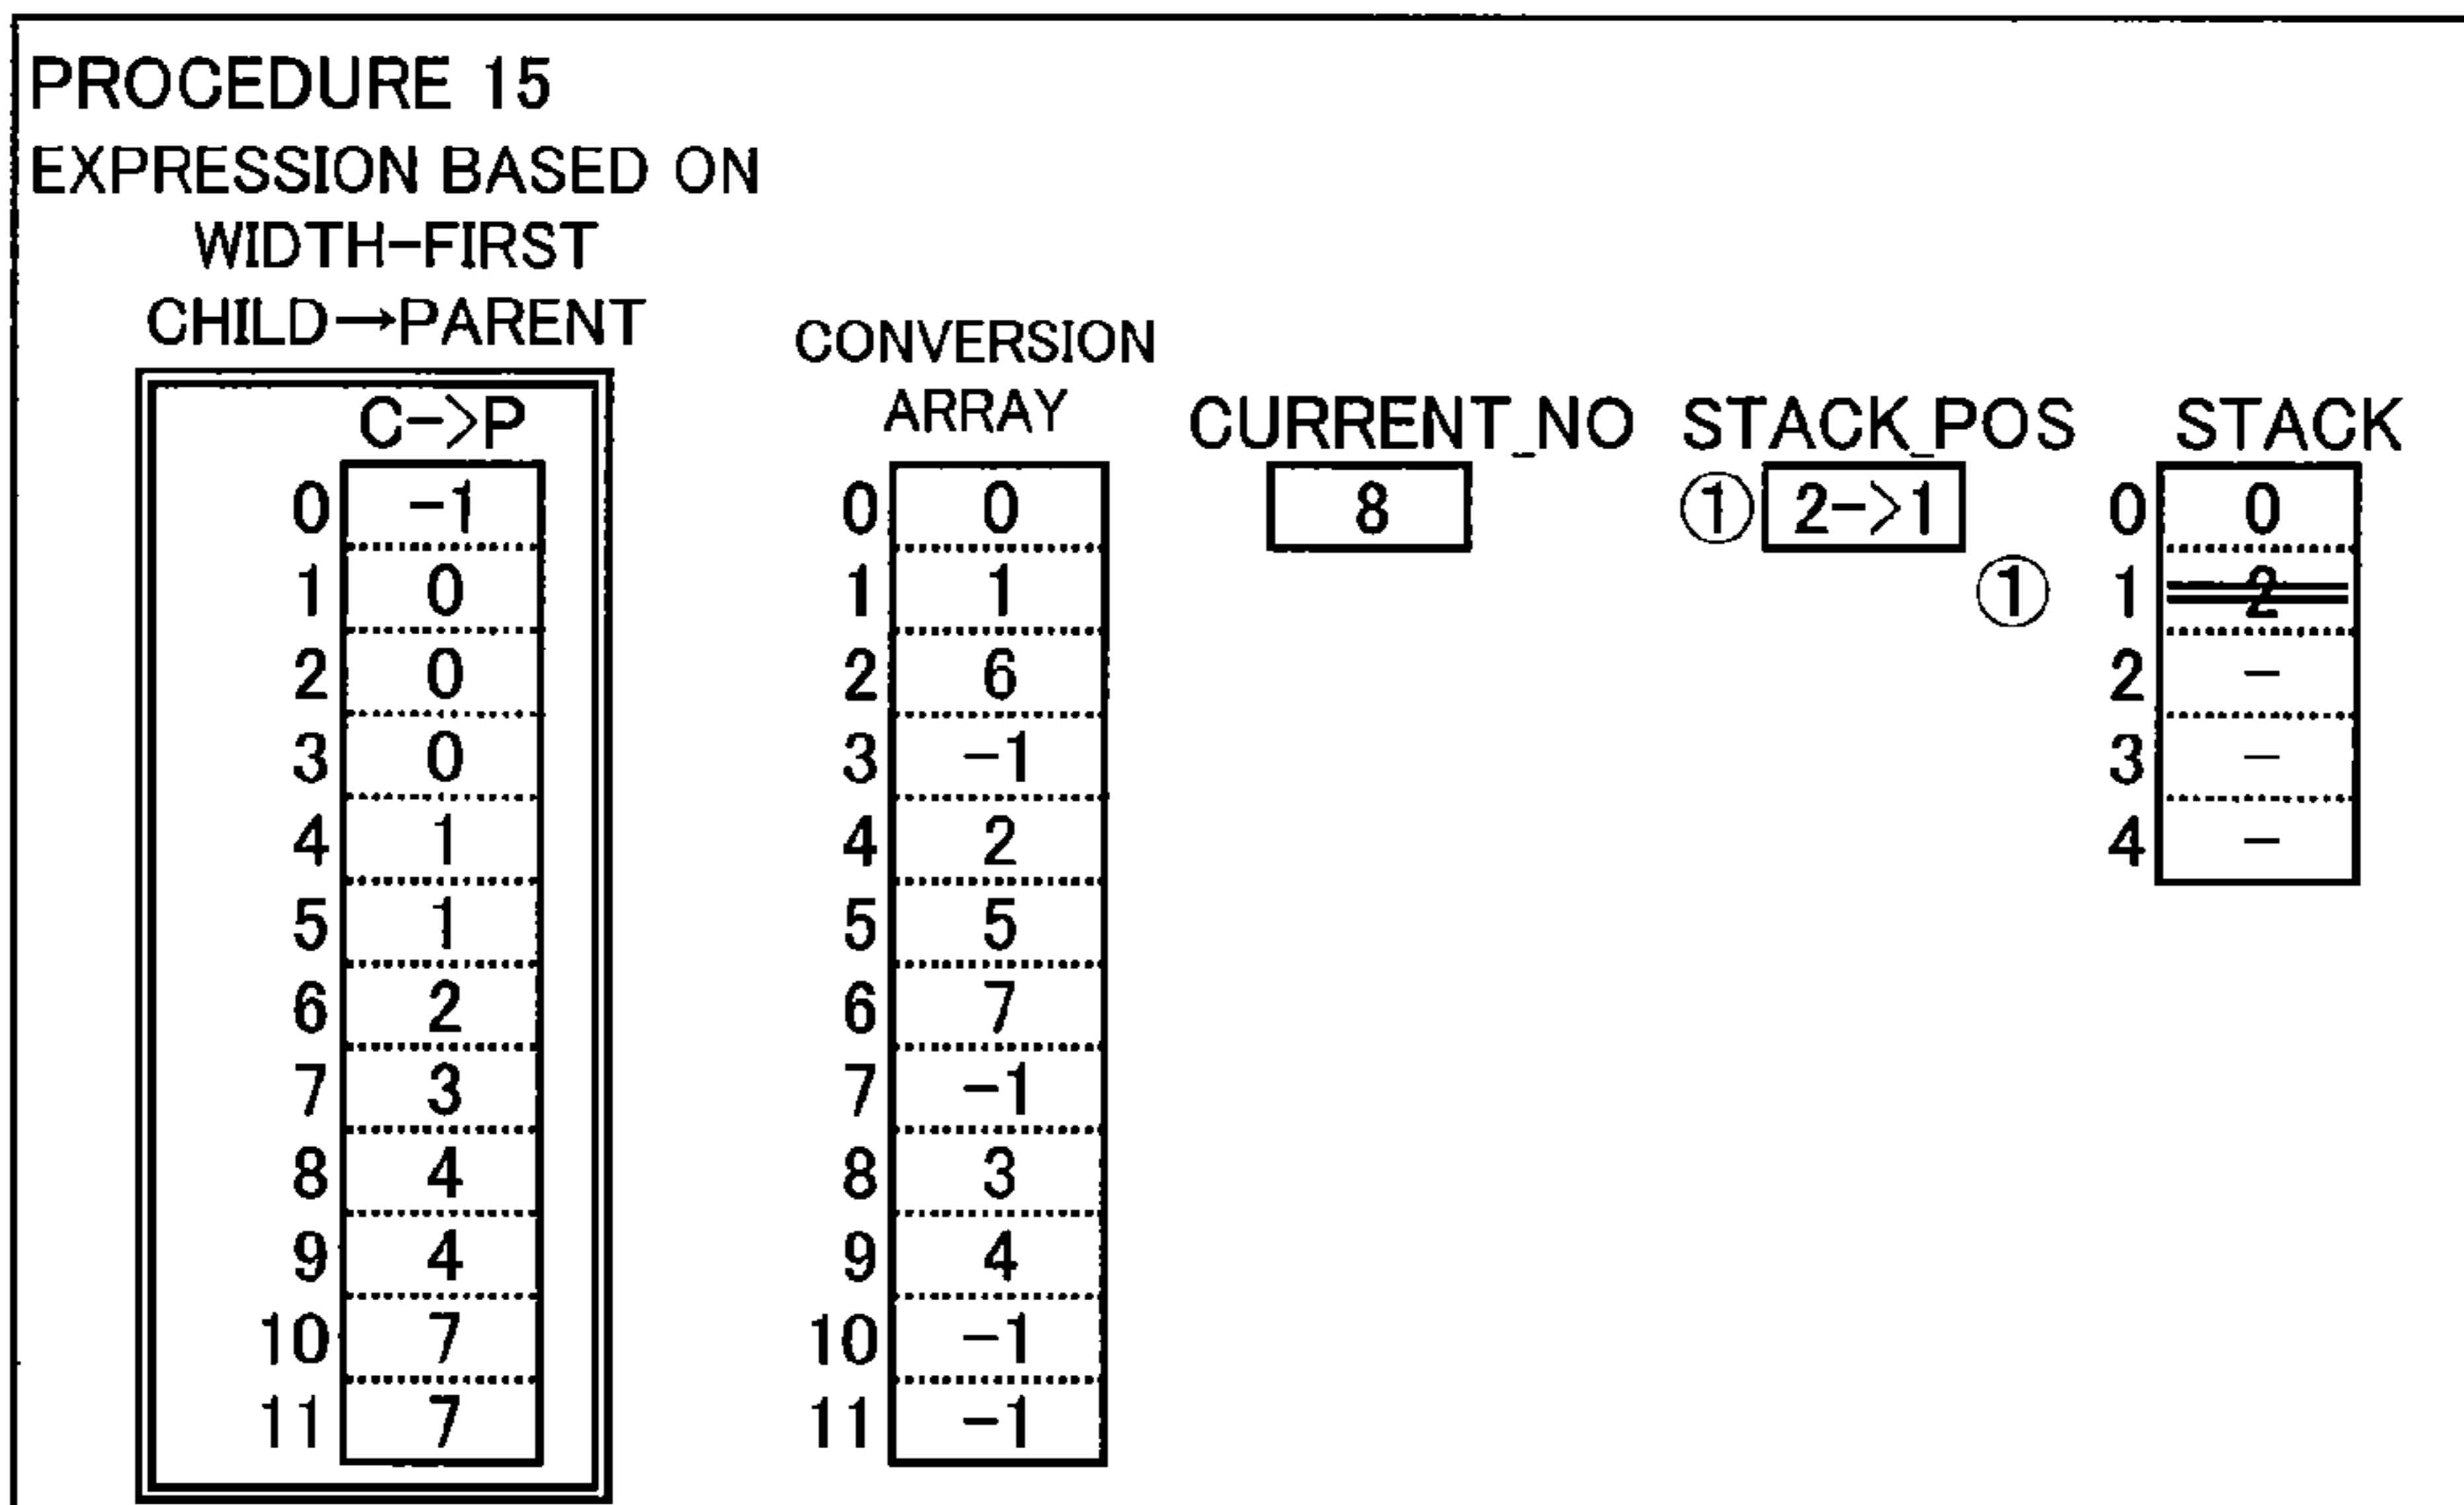 PROCEDURE 15
EXPRESSION BASED ON
WIDTH-FIRST
CHILD→PARENT
CONVERSION
ARRAY
C->P
CURRENT_NO STACK_POS STACK
0 -1 0 0 8 ① 2->1 0 0
1 0 1 1 ① 1 2
2 0 2 6 2 -
3 0 3 -1 3 -
4 1 4 2 4 -
5 1 5 5
6 2 6 7
7 3 7 -1
8 4 8 3
9 4 9 4
10 7 10 -1
11 7 11 -1